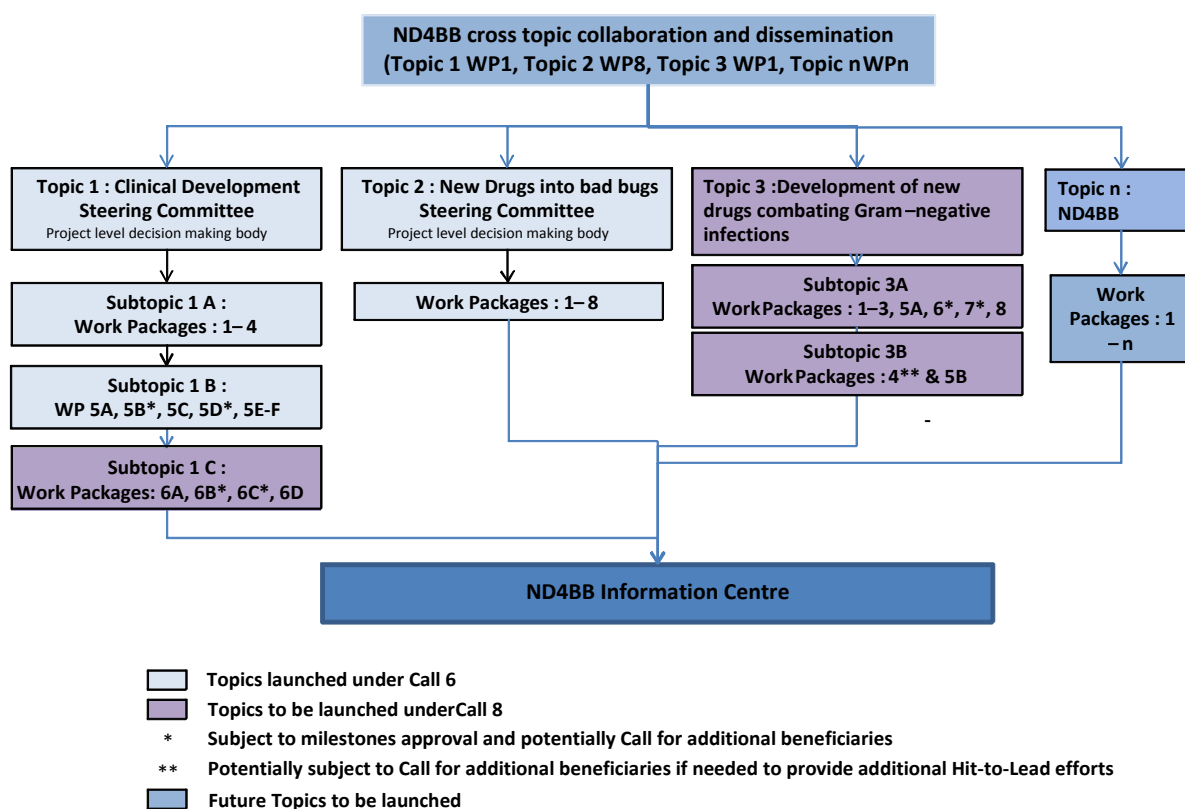 ND4BB cross topic collaboration and dissemination
(Topic 1 WP1, Topic 2 WP8, Topic 3 WP1, Topic n WPn
Topic 1 : Clinical Development
Steering Committee
Project level decision making body
Topic 2 : New Drugs into bad bugs
Steering Committee
Project level decision making body
Topic 3 :Development of new
drugs combating Gram –negative
infections
Topic n :
ND4BB
Subtopic 1 A :
Work Packages : 1– 4
Work Packages : 1– 8
Subtopic 3A
Work Packages : 1–3, 5A, 6*, 7*, 8
Work
Packages : 1
– n
Subtopic 1 B :
WP 5A, 5B*, 5C, 5D*, 5E-F
Subtopic 3B
Work Packages : 4** & 5B
-
Subtopic 1 C :
Work Packages: 6A, 6B*, 6C*, 6D
ND4BB Information Centre
Topics launched under Call 6
Topics to be launched underCall 8
* Subject to milestones approval and potentially Call for additional beneficiaries
** Potentially subject to Call for additional beneficiaries if needed to provide additional Hit-to-Lead efforts
Future Topics to be launched